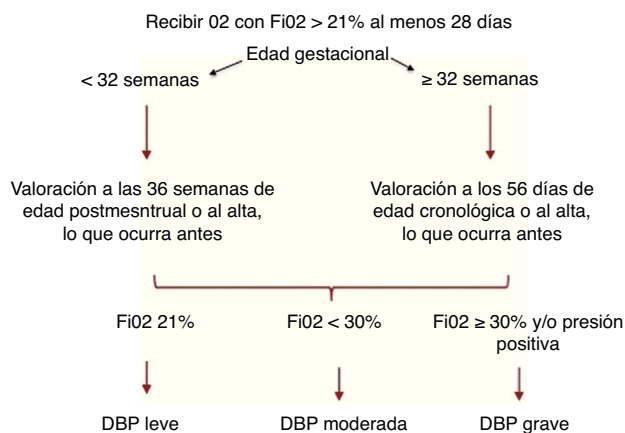 Recibir 02 con Fi02 > 21% al menos 28 días
Edad gestacional
< 32 semanas
≥ 32 semanas
Valoración a las 36 semanas de
edad postmesntrual o al alta,
lo que ocurra antes
Valoración a los 56 días de
edad cronológica o al alta,
lo que ocurra antes
Fi02 21%
Fi02 < 30%
Fi02 ≥ 30% y/o presión
positiva
DBP leve
DBP moderada
DBP grave